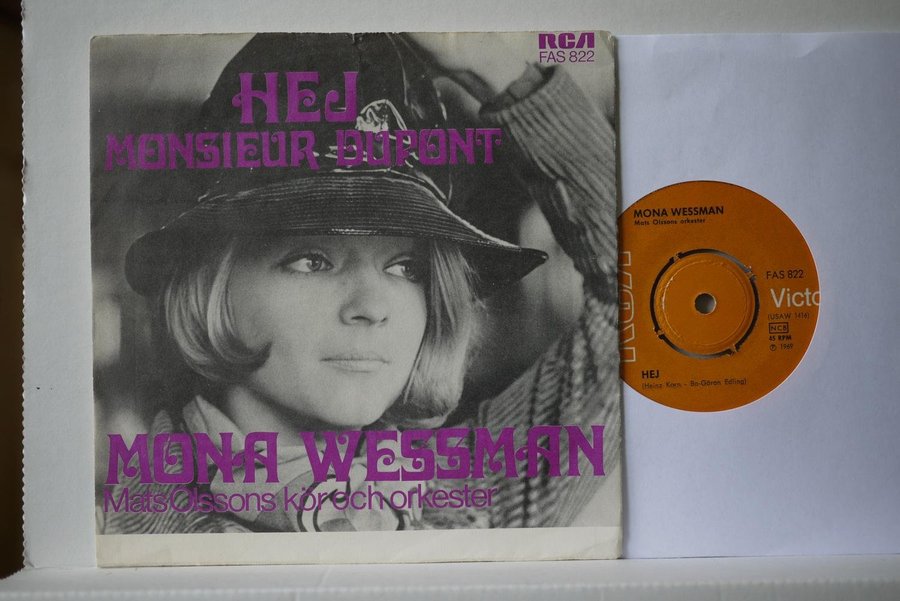 RCA
FAS 822
HEJ
MONSIEUR DUPONT
MONA WESSMAN
Mats Olssons kör och orkester
MONA WESSMAN
Mats Olssons orkester
FAS 822
RCA
Victo
(USAW 1416)
NCB
45 RPM
Ⓟ 1969
HEJ
(Heinz Korn - Bo-Göran Edling)